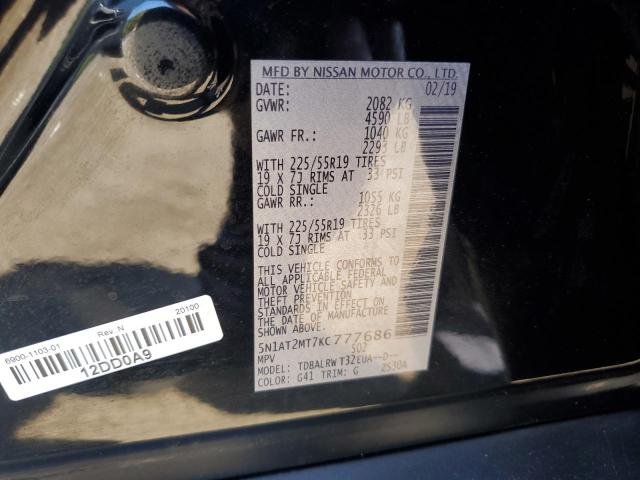 MFD BY NISSAN MOTOR CO., LTD.
DATE: 02/19
GVWR: 2082 KG
4590 LB
GAWR FR.: 1040 KG
2293 LB
WITH 225/55R19 TIRES
19 X 7J RIMS AT 33 PSI
COLD SINGLE
GAWR RR.: 1055 KG
2326 LB
WITH 225/55R19 TIRES
19 X 7J RIMS AT 33 PSI
COLD SINGLE
THIS VEHICLE CONFORMS TO
ALL APPLICABLE FEDERAL
MOTOR VEHICLE SAFETY AND
THEFT PREVENTION
STANDARDS IN EFFECT ON
THE DATE OF MANUFACTURE
SHOWN ABOVE.
5N1AT2MT7KC777686
MPV 502
MODEL: TDBALRWT32EUA--D--
COLOR: G41 TRIM: G 2S30A
6900-1103-01 Rev. N 20100
12DD0A9